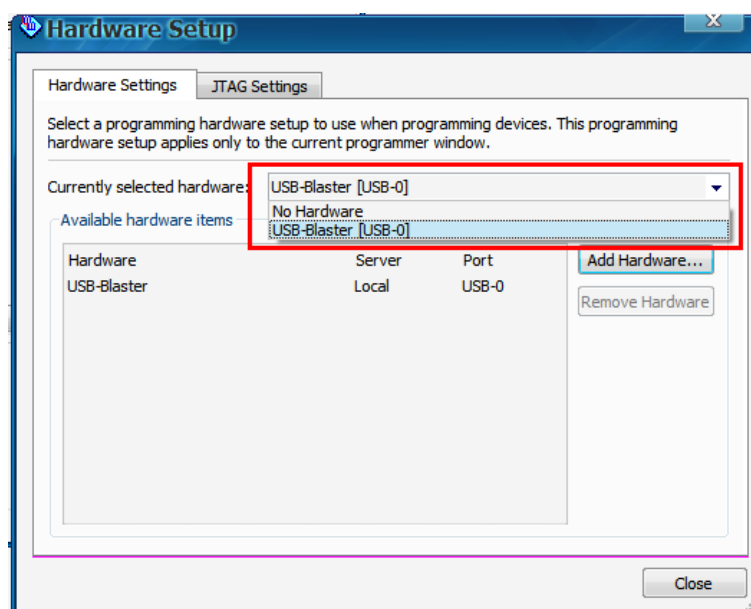 Hardware Setup
Hardware Settings
JTAG Settings
Select a programming hardware setup to use when programming devices. This programming
hardware setup applies only to the current programmer window.
Currently selected hardware: USB-Blaster [USB-0]
No Hardware
USB-Blaster [USB-0]
Available hardware items
Hardware Server Port
USB-Blaster Local USB-0
Add Hardware...
Remove Hardware
Close